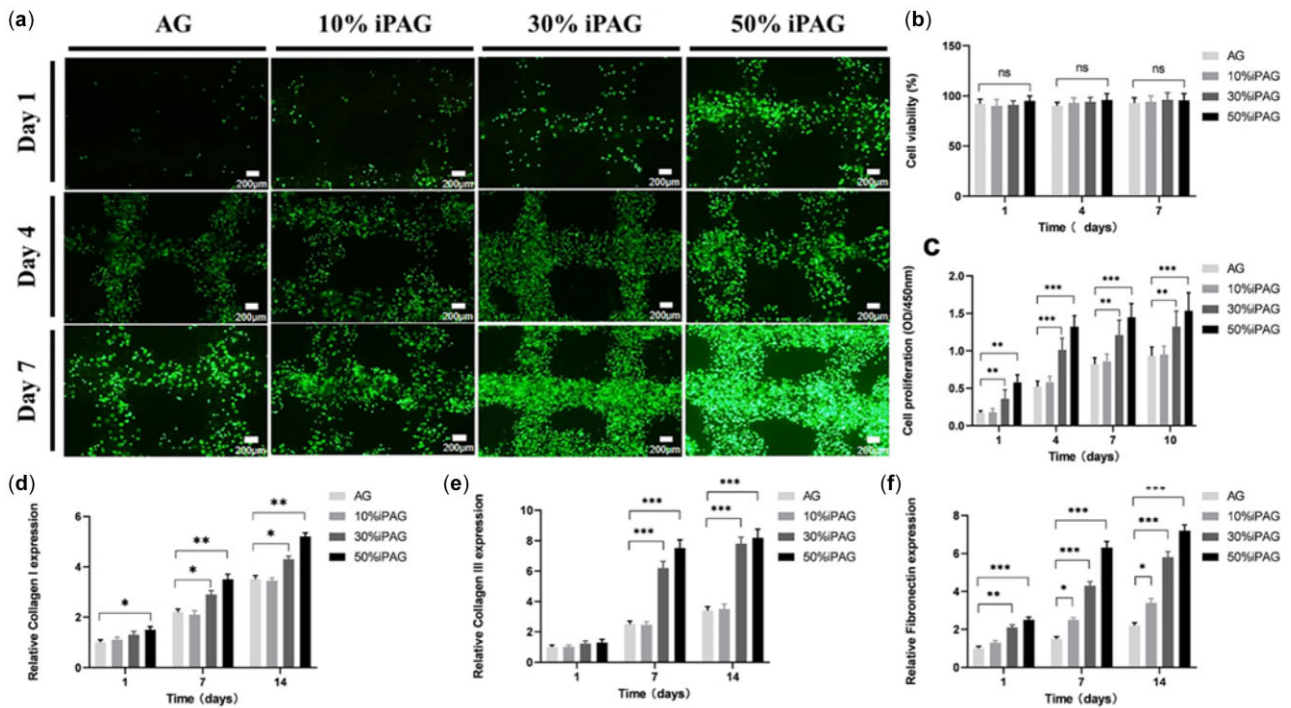 (a)
AG 10% iPAG 30% iPAG 50% iPAG
Day 1
200μm 200μm 200μm 200μm
Day 4
200μm 200μm 200μm 200μm
Day 7
200μm 200μm 200μm 200μm
(b)
Cell viability (%)
150
100
50
0
ns ns ns
1 4 7
Time ( days)
AG
10%iPAG
30%iPAG
50%iPAG
C
Cell proliferation (OD/450nm)
2.0
1.5
1.0
0.5
0.0
** ** *** *** *** ** *** **
1 4 7 10
Time (days)
AG
10%iPAG
30%iPAG
50%iPAG
(d)
Relative Collagen I expression
6
4
2
0
* ** * ** *
1 7 14
Time (days)
AG
10%iPAG
30%iPAG
50%iPAG
(e)
Relative Collagen III expression
10
8
6
4
2
0
*** *** *** ***
1 7 14
Time (days)
AG
10%iPAG
30%iPAG
50%iPAG
(f)
Relative Fibronectin expression
8
6
4
2
0
*** ** *** *** * *** *** *
1 7 14
Time (days)
AG
10%iPAG
30%iPAG
50%iPAG